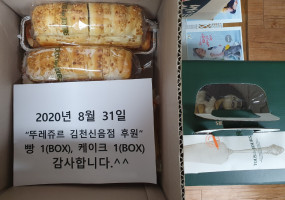 2020년 8월 31일
“뚜레쥬르 김천신음점 후원”
빵 1(BOX), 케이크 1(BOX)
감사합니다.^^